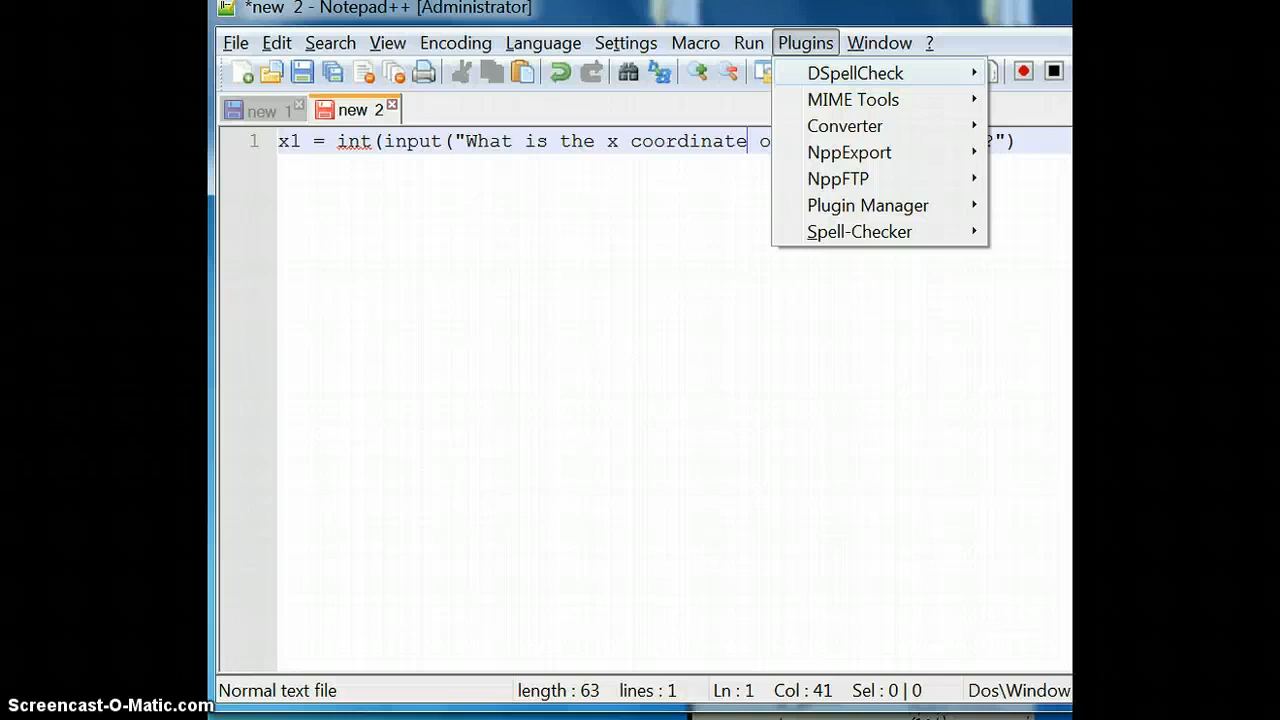 *new 2 - Notepad++ [Administrator]
File Edit Search View Encoding Language Settings Macro Run Plugins Window ?
DSpellCheck
MIME Tools
Converter
NppExport
NppFTP
Plugin Manager
Spell-Checker
new 1 new 2
1 x1 = int(input("What is the x coordinate o ?")
Normal text file length : 63 lines : 1 Ln : 1 Col : 41 Sel : 0 | 0 Dos\Window
Screencast-O-Matic.com